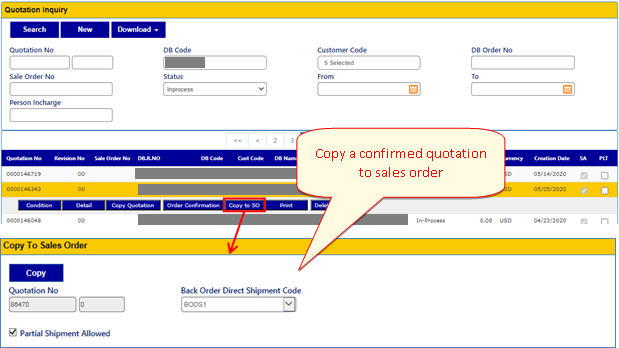 Quotation Inquiry
Search New Download
Quotation No DB Code Customer Code DB Order No
5 Selected
Sale Order No Status From To
Inprocess
Person Incharge
<< < 2 3
Quotation No Revision No Sale Order No DB.R.NO DB Code Cust Code DB Nam rrency Creation Date SA PLT
0000146719 00 05/14/2020
0000146343 00 05/05/2020
Condition Detail Copy Quotation Order Confirmation Copy to SO Print Dele
0000146048 00 In-Process 0.00 USD 04/23/2020
Copy a confirmed quotation
to sales order
Copy To Sales Order
Copy
Quotation No Back Order Direct Shipment Code
86470 0 BODS1
Partial Shipment Allowed